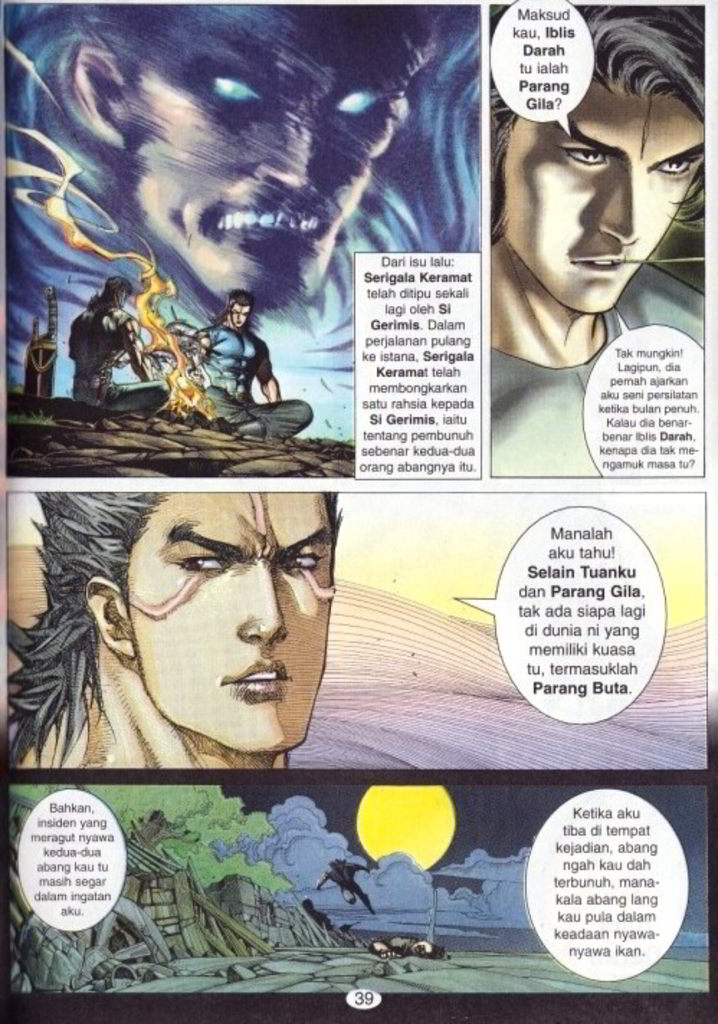 Dari isu lalu:
Serigala Keramat
telah ditipu sekali
lagi oleh Si
Gerimis. Dalam
perjalanan pulang
ke istana, Serigala
Keramat telah
membongkarkan
satu rahsia kepada
Si Gerimis, iaitu
tentang pembunuh
sebenar kedua-dua
orang abangnya itu.
Maksud
kau, Iblis
Darah
tu ialah
Parang
Gila?
Tak mungkin!
Lagipun, dia
pernah ajarkan
aku seni persilatan
ketika bulan penuh.
Kalau dia benar-
benar Iblis Darah,
kenapa dia tak me-
ngamuk masa tu?
Manalah
aku tahu!
Selain Tuanku
dan Parang Gila,
tak ada siapa lagi
di dunia ni yang
memiliki kuasa
tu, termasuklah
Parang Buta.
Bahkan,
insiden yang
meragut nyawa
kedua-dua
abang kau tu
masih segar
dalam ingatan
aku.
Ketika aku
tiba di tempat
kejadian, abang
ngah kau dah
terbunuh, mana-
kala abang lang
kau pula dalam
keadaan nyawa-
nyawa ikan.
39